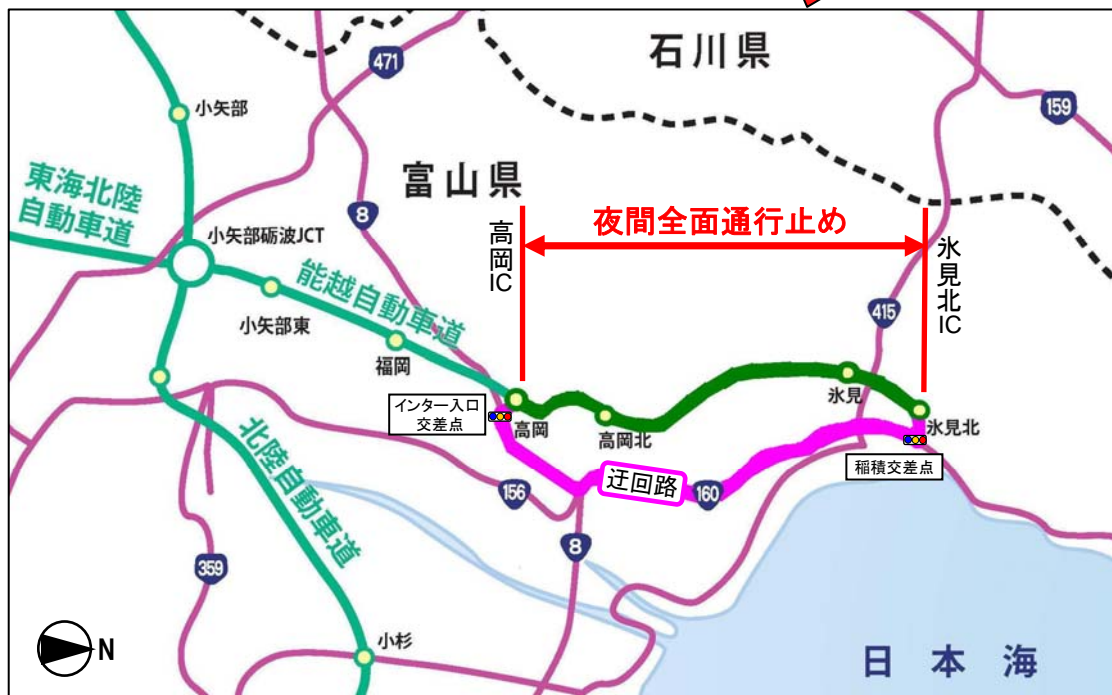 石川県
471
159
小矢部
富山県
東海北陸
自動車道
8
夜間全面通行止め
小矢部砺波JCT
高岡IC
氷見北IC
能越自動車道
415
小矢部東
福岡
氷見
インター入口
交差点
高岡
高岡北
氷見北
稲積交差点
迂回路
156
160
北陸自動車道
8
359
N
小杉
日本海